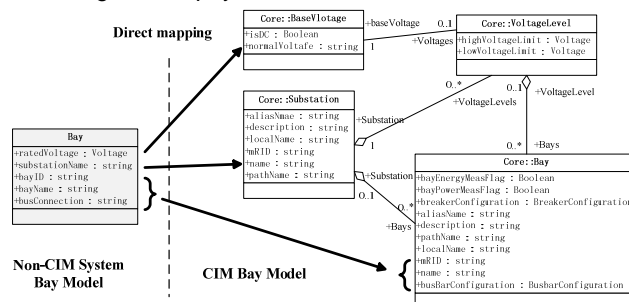 Direct mapping
Core::BaseVlotage
+isDC : Boolean
+normalVoltafe : string
+baseVoltage
0..1
1
+Voltages
Core::VoltageLevel
+highVoltageLimit : Voltage
+lowVoltageLimit : Voltage
0..*
+VoltageLevels
0..1
+VoltageLevel
Core::Substation
+aliasNmae : string
+description : string
+localName : string
+mRID : string
+name : string
+pathName : string
+Substation
1
+Substation
0..1
0..*
+Bays
0..*
+Bays
Bay
+ratedVoltage : Voltage
+substationName : string
+bayID : string
+bayName : string
+busConnection : string
Core::Bay
+bayEnergyMeasFlag : Boolean
+bayPowerMeasFlag : Boolean
+breakerConfiguration : BreakerConfiguration
+aliasName : string
+description : string
+pathName : string
+localName : string
+mRID : string
+name : string
+busBarConfiguration : BusbarConfiguration
Non-CIM System
Bay Model
CIM Bay Model